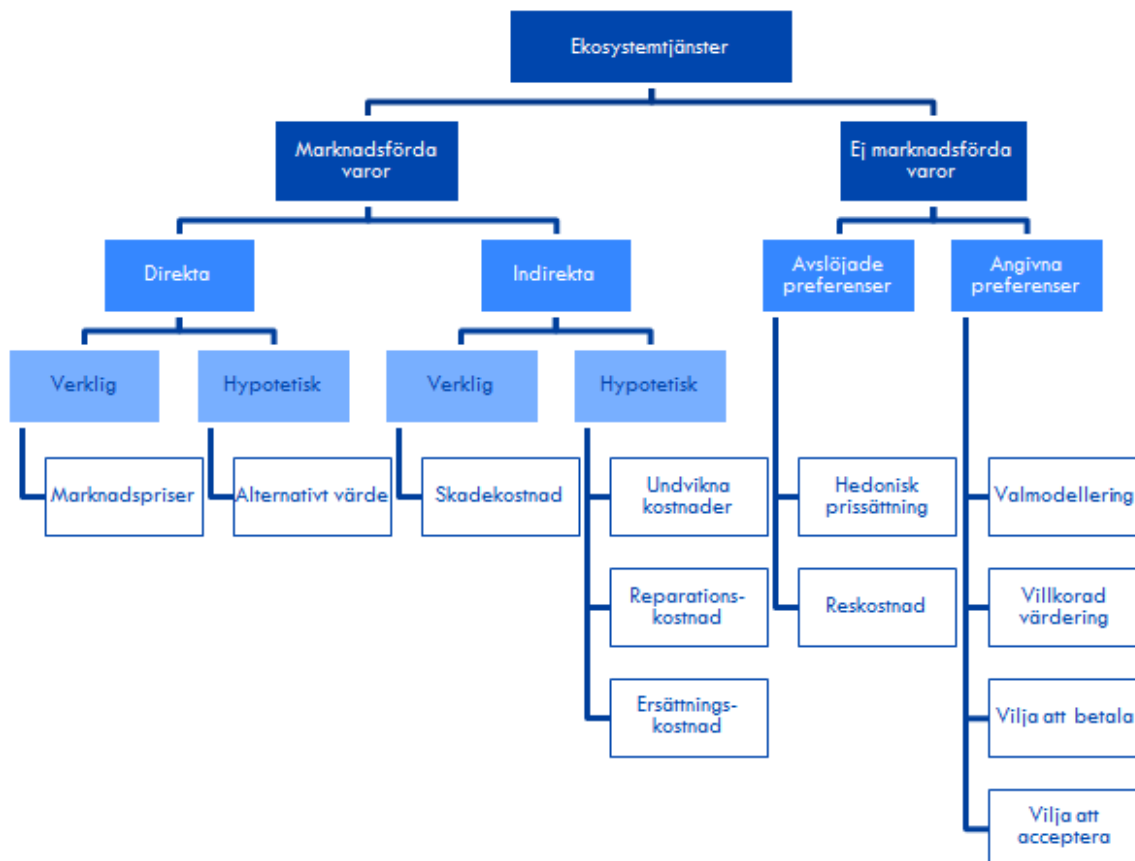 Ekosystemtjänster
Marknadsförda
varor
Ej marknadsförda
varor
Direkta
Indirekta
Avslöjade
preferenser
Angivna
preferenser
Verklig
Hypotetisk
Verklig
Hypotetisk
Marknadspriser
Alternativt värde
Skadekostnad
Undvikna
kostnader
Hedonisk
prissättning
Valmodellering
Reparations-
kostnad
Reskostnad
Villkorad
värdering
Ersättnings-
kostnad
Vilja att betala
Vilja att
acceptera